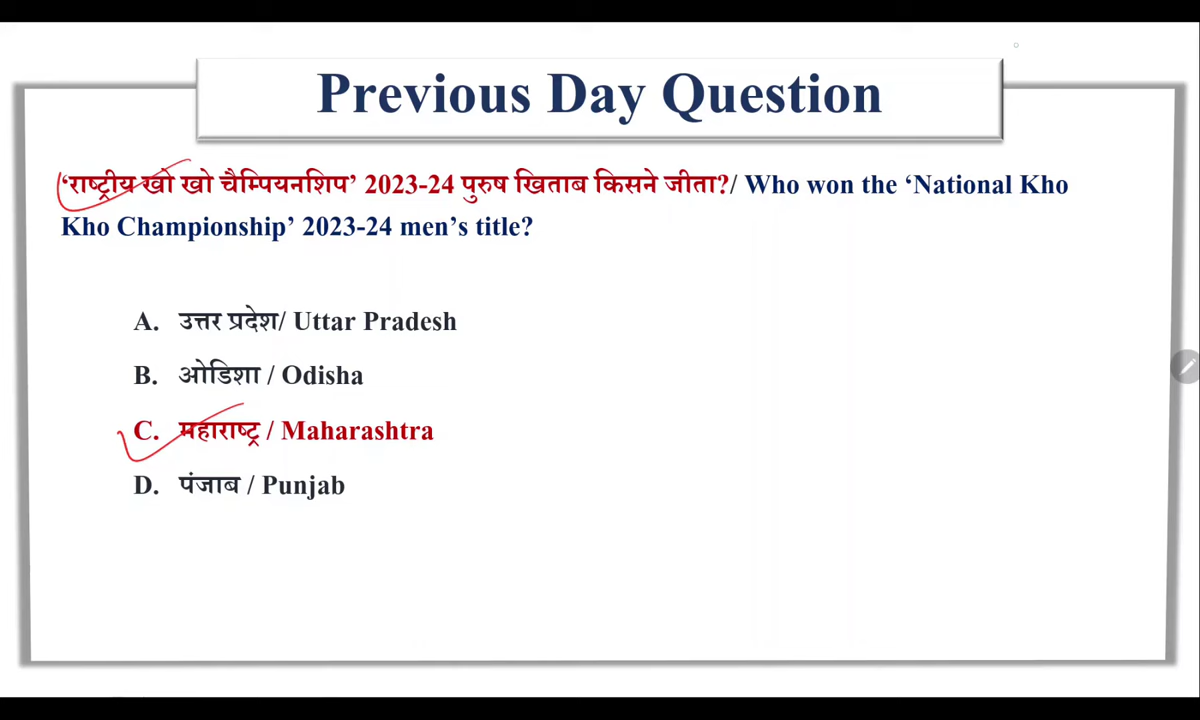 Previous Day Question
‘राष्ट्रीय खो खो चैम्पियनशिप’ 2023-24 पुरुष खिताब किसने जीता?/ Who won the ‘National Kho
Kho Championship’ 2023-24 men’s title?
A. उत्तर प्रदेश/ Uttar Pradesh
B. ओडिशा / Odisha
C. महाराष्ट्र / Maharashtra
D. पंजाब / Punjab